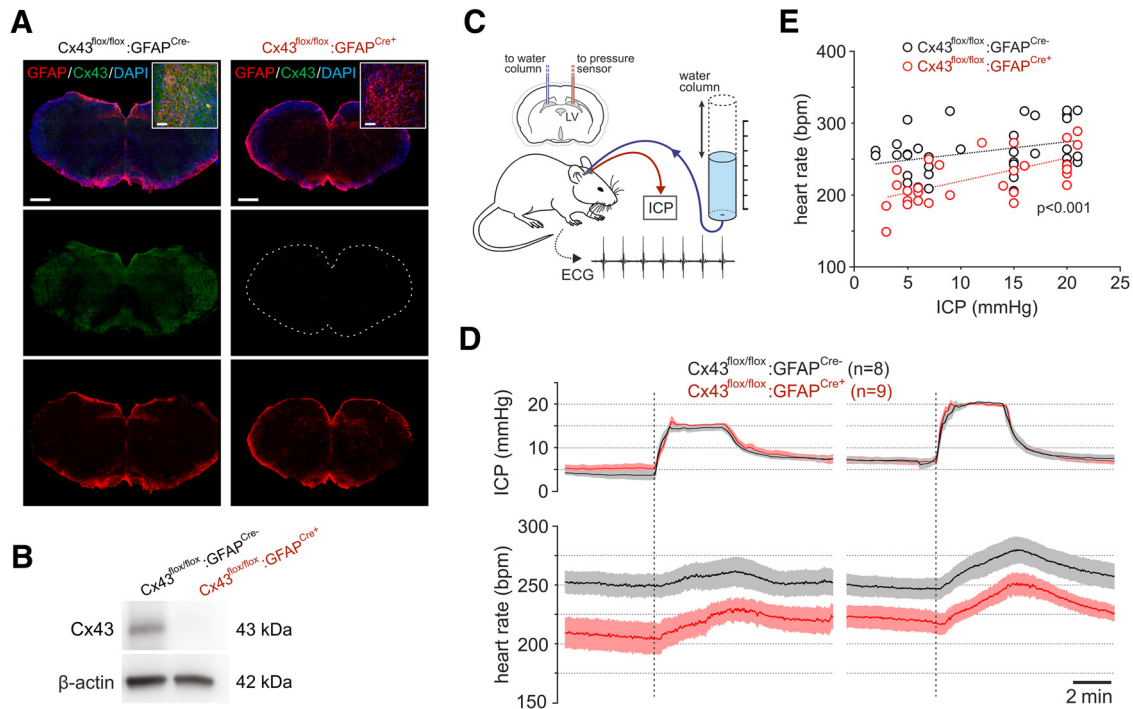 A
Cx43flox/flox:GFAPCre-
Cx43flox/flox:GFAPCre+
GFAP/Cx43/DAPI
GFAP/Cx43/DAPI
B
Cx43flox/flox:GFAPCre-
Cx43flox/flox:GFAPCre+
Cx43
43 kDa
β-actin
42 kDa
C
to water
column
to pressure
sensor
LV
water
column
ICP
ECG
E
400
300
200
100
heart rate (bpm)
Cx43flox/flox:GFAPCre-
Cx43flox/flox:GFAPCre+
p<0.001
0
5
10
15
20
25
ICP (mmHg)
D
Cx43flox/flox:GFAPCre- (n=8)
Cx43flox/flox:GFAPCre+ (n=9)
ICP (mmHg)
20
15
10
5
0
heart rate (bpm)
300
250
200
150
2 min